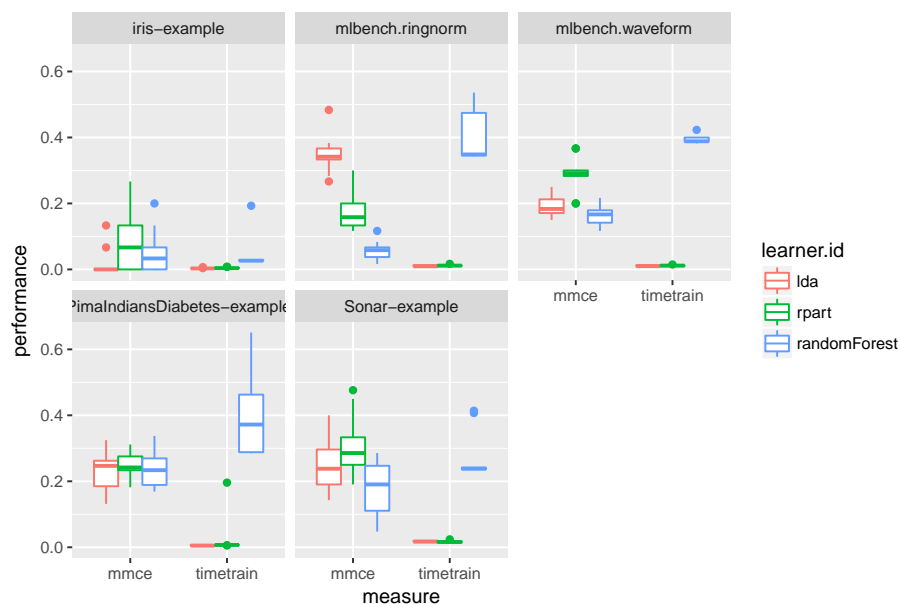 iris−example
mlbench.ringnorm
mlbench.waveform
0.6
0.4
0.2
0.0
mmce
timetrain
PimaIndiansDiabetes−example
Sonar−example
0.6
0.4
0.2
0.0
mmce
timetrain
mmce
timetrain
performance
measure
learner.id
lda
rpart
randomForest